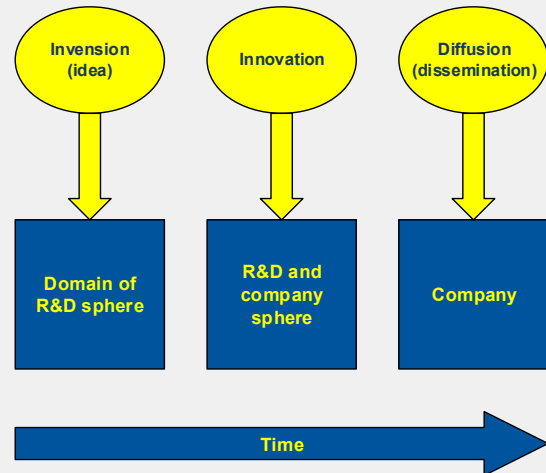 Invension
(idea)
Innovation
Diffusion
(dissemination)
Domain of
R&D sphere
R&D and
company
sphere
Company
Time